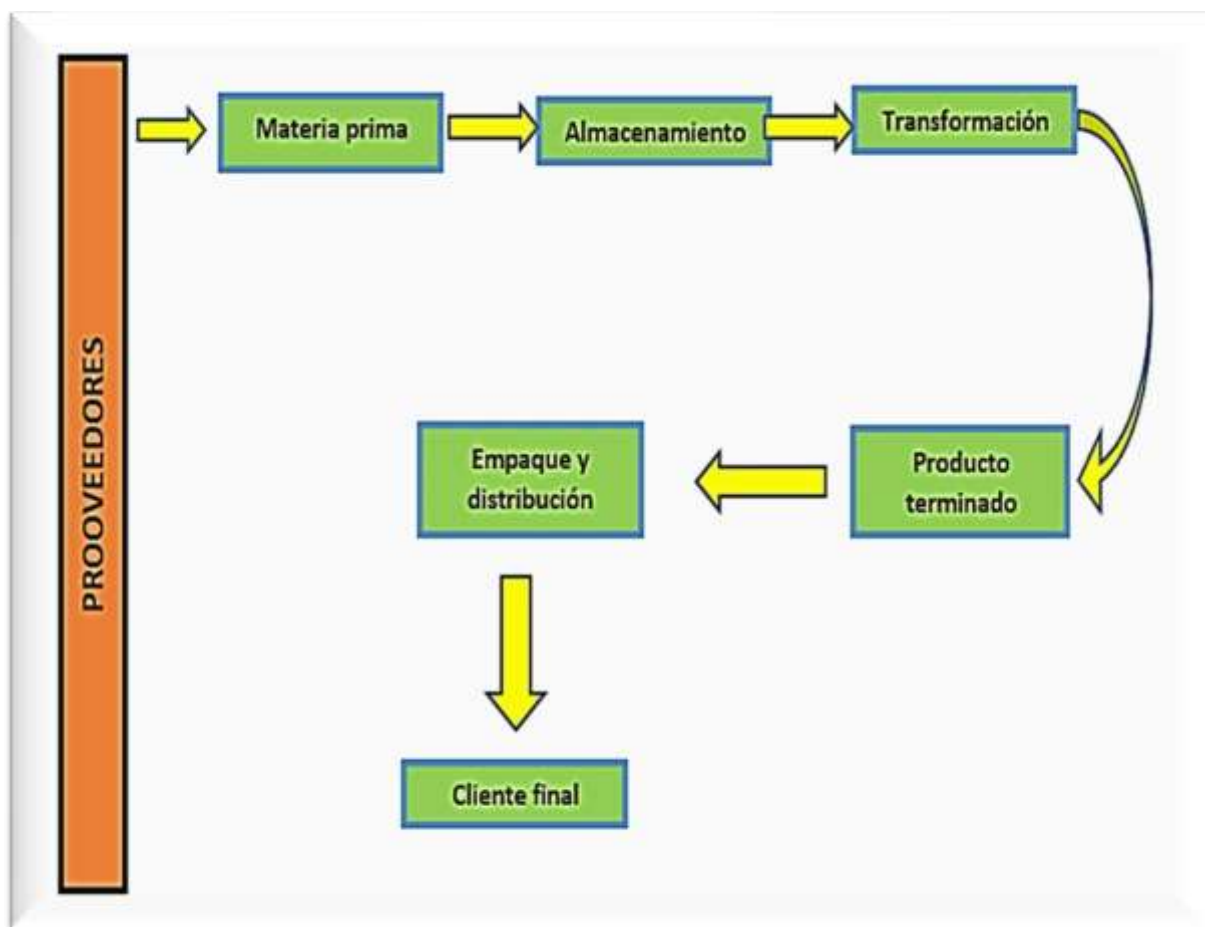 PROOVEEDORES
Materia prima
Almacenamiento
Transformación
Producto
terminado
Empaque y
distribución
Cliente final